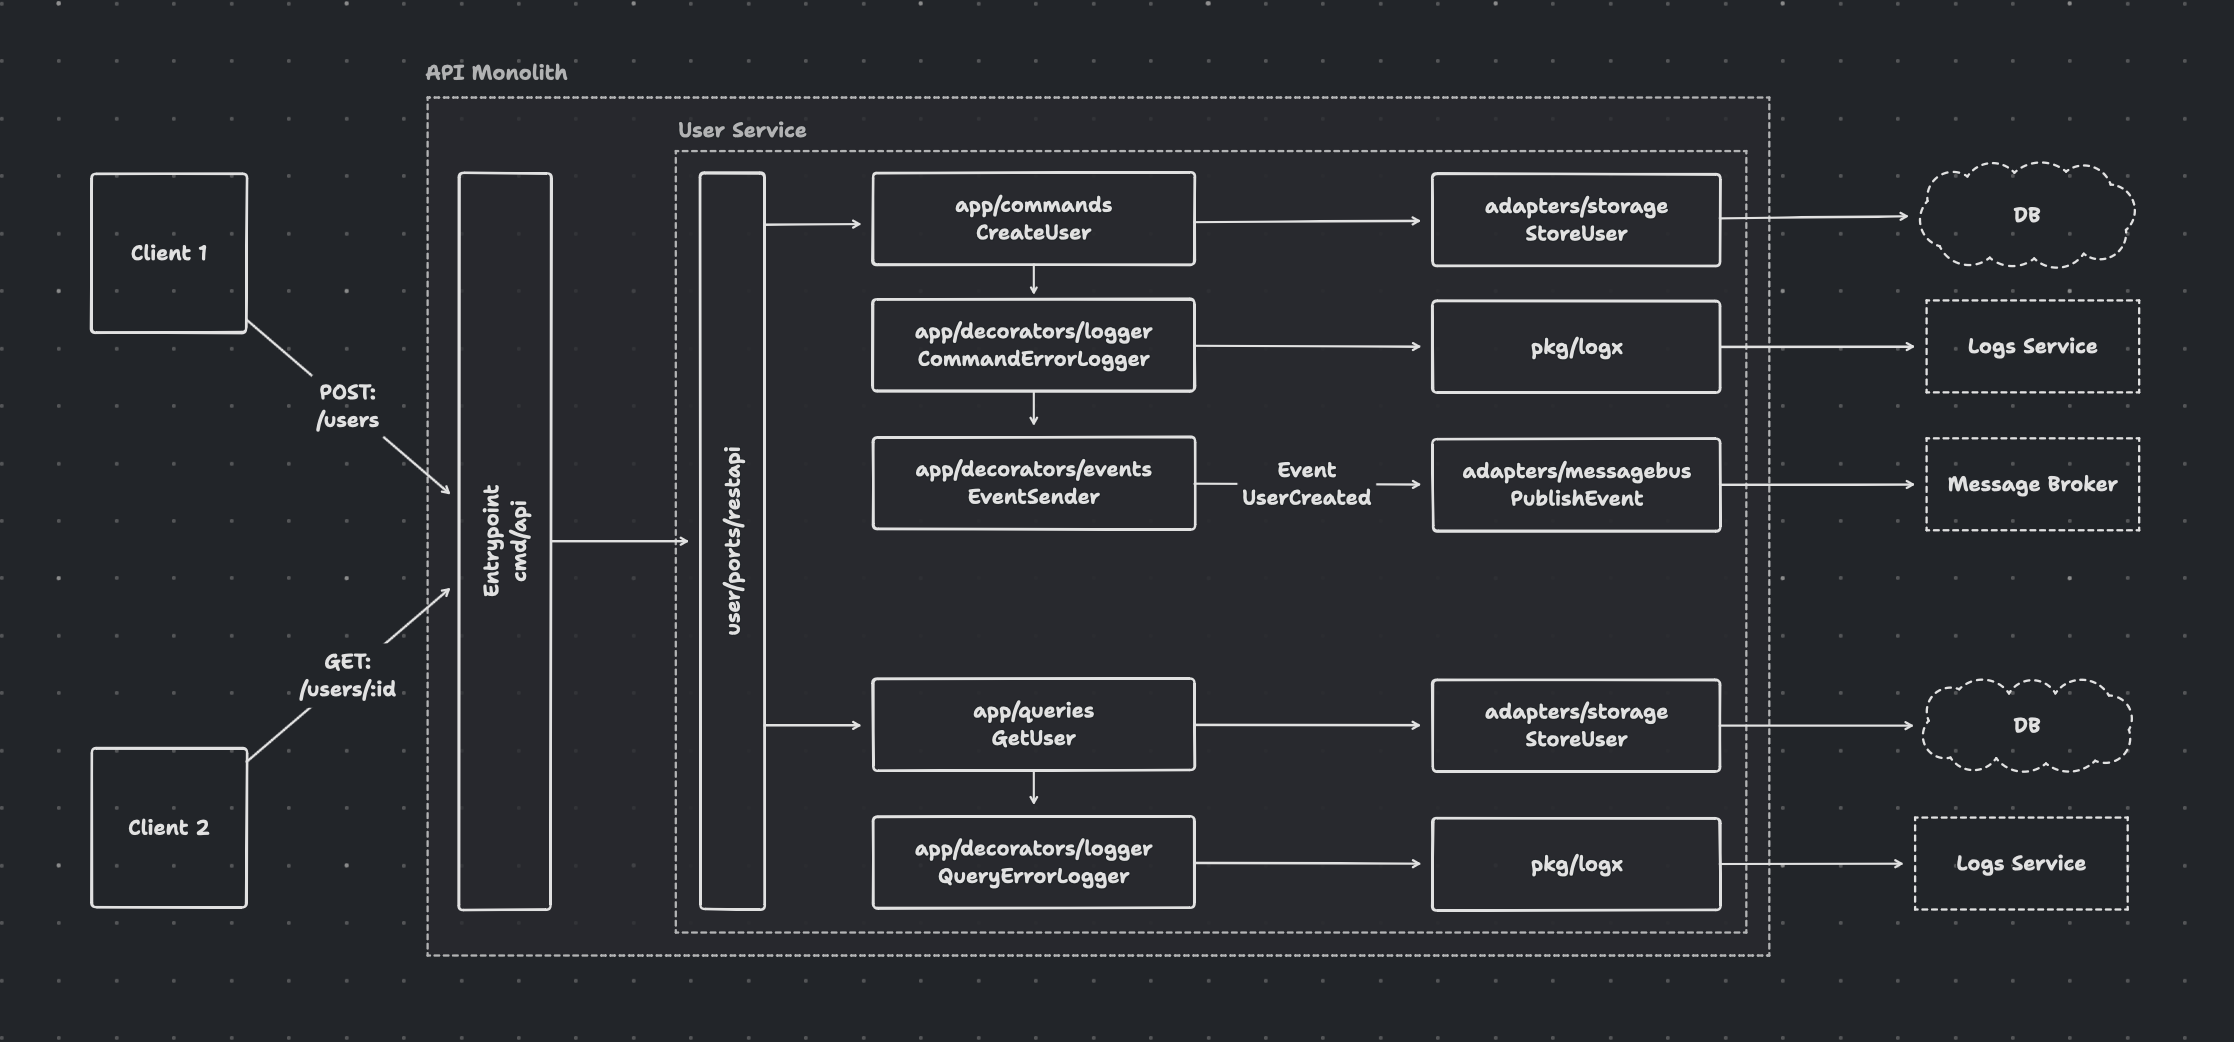 API Monolith
User Service
Client 1
POST:
/users
GET:
/users/:id
Client 2
Entrypoint
cmd/api
user/ports/restapi
app/commands
CreateUser
adapters/storage
StoreUser
DB
app/decorators/logger
CommandErrorLogger
pkg/logx
Logs Service
app/decorators/events
EventSender
Event
UserCreated
adapters/messagebus
PublishEvent
Message Broker
app/queries
GetUser
adapters/storage
StoreUser
DB
app/decorators/logger
QueryErrorLogger
pkg/logx
Logs Service